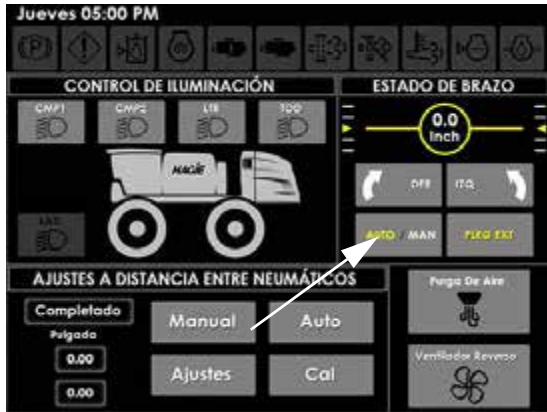 Jueves 05:00 PM
CONTROL DE ILUMINACIÓN
CMP1 CMP2 LTR TOD
HAGIE
ESTADO DE BRAZO
0.0
Inch
DER IZQ
AUTO / MAN
PLEG EXT
AJUSTES A DISTANCIA ENTRE NEUMÁTICOS
Completado
Pulgada
0.00
0.00
Manual
Auto
Ajustes
Cal
Purga De Aire
Ventilador Reverso